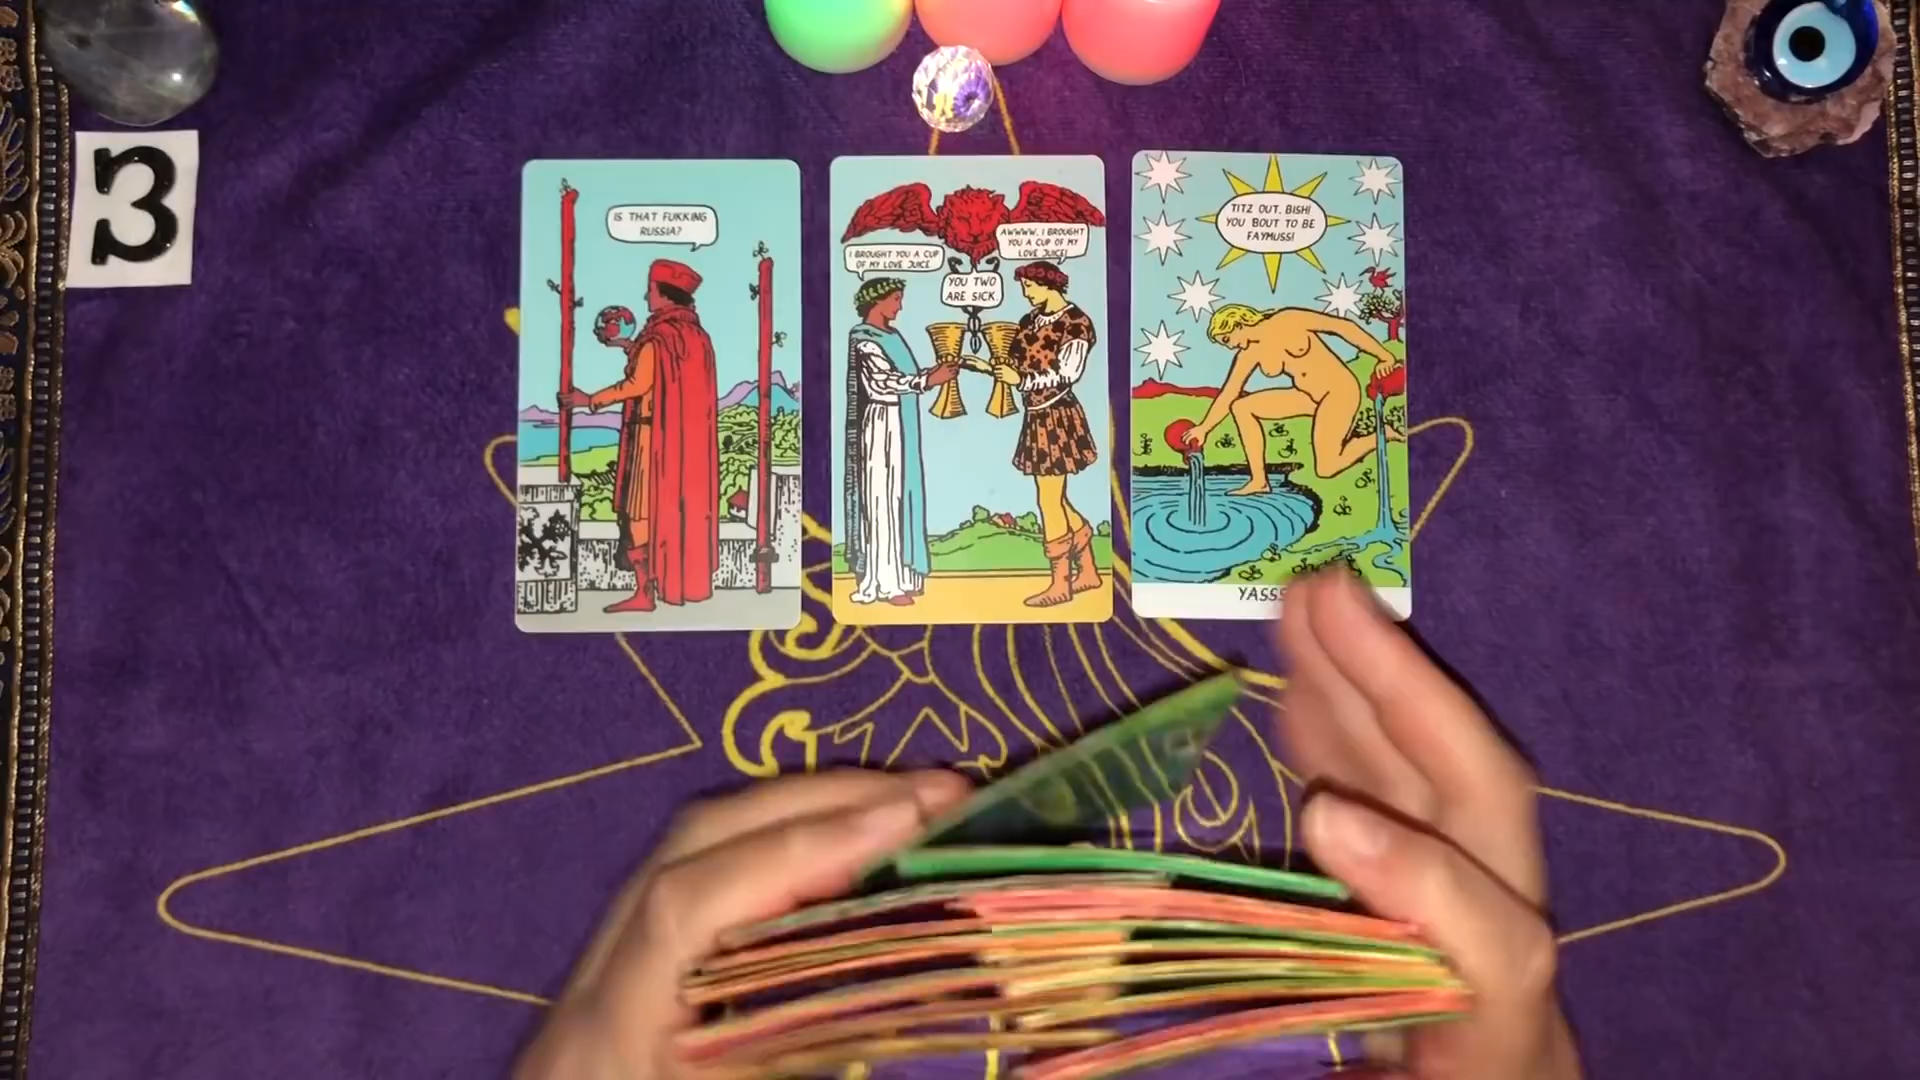 3
IS THAT FUKKING
RUSSIA?
I BROUGHT YOU A CUP
OF MY LOVE JUICE
AWWWW, I BROUGHT
YOU A CUP OF MY
LOVE JUICE!
YOU TWO
ARE SICK.
TITZ OUT, BISH!
YOU BOUT TO BE
FAYMUSS!